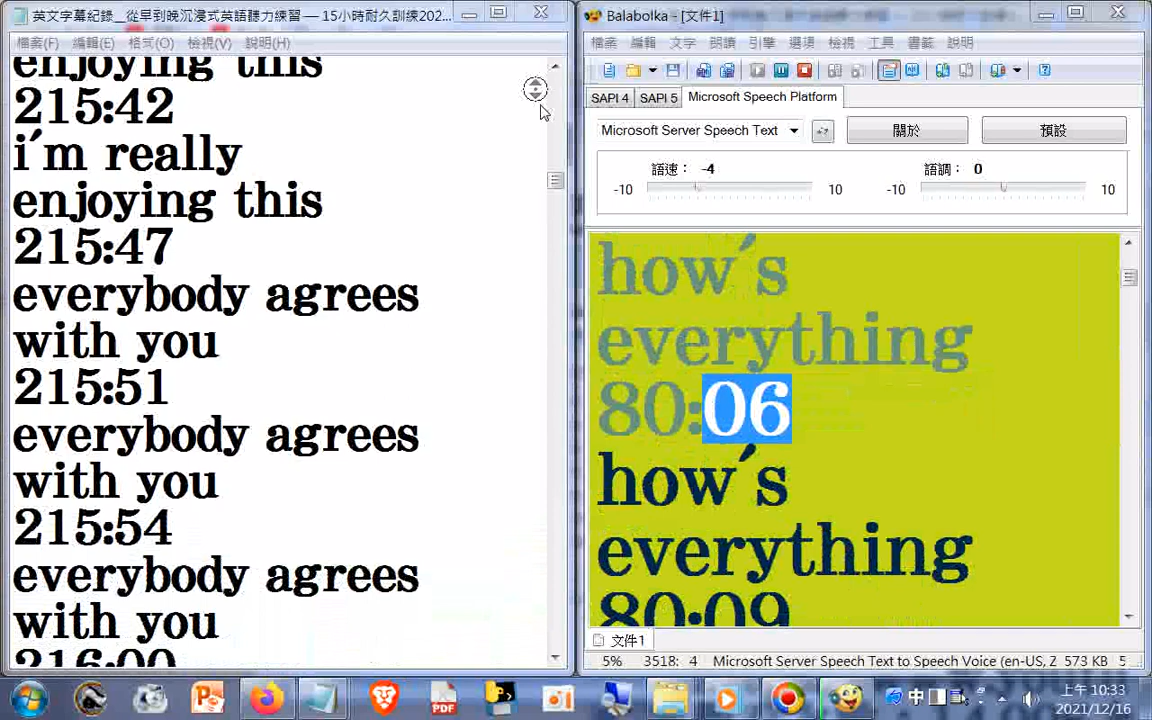 英文字幕紀錄__從早到晚沉浸式英語聽力練習 — 15小時耐久訓練202...
檔案(F) 編輯(E) 格式(O) 檢視(V) 說明(H)
enjoying this
215:42
i´m really
enjoying this
215:47
everybody agrees
with you
215:51
everybody agrees
with you
215:54
everybody agrees
with you
216:00
Balabolka - [文件1]
檔案 編輯 文字 朗讀 引擎 選項 檢視 工具 書籤 說明
SAPI 4 SAPI 5 Microsoft Speech Platform
Microsoft Server Speech Text 關於 預設
語速: -4 語調: 0
-10 10 -10 10
how´s
everything
80:06
how´s
everything
80:09
文件1
5% 3518: 4 Microsoft Server Speech Text to Speech Voice (en-US, Z 573 KB 5
PDF
中
上午 10:33
2021/12/16